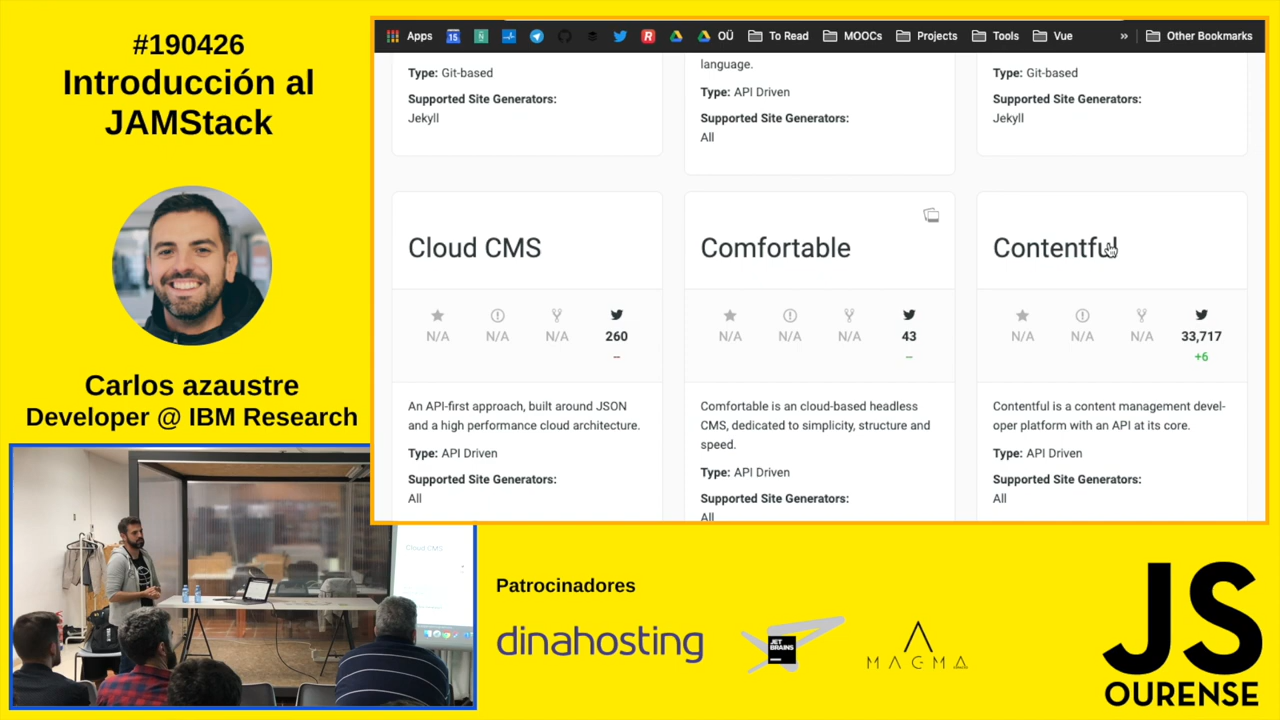 #190426
Introducción al
JAMStack
Carlos azaustre
Developer @ IBM Research
Apps
15
OÜ
To Read
MOOCs
Projects
Tools
Vue
»
Other Bookmarks
Type: Git-based
Supported Site Generators:
Jekyll
language.
Type: API Driven
Supported Site Generators:
All
Type: Git-based
Supported Site Generators:
Jekyll
Cloud CMS
N/A
N/A
N/A
260
--
An API-first approach, built around JSON
and a high performance cloud architecture.
Type: API Driven
Supported Site Generators:
All
Comfortable
N/A
N/A
N/A
43
--
Comfortable is an cloud-based headless
CMS, dedicated to simplicity, structure and
speed.
Type: API Driven
Supported Site Generators:
All
Contentful
N/A
N/A
N/A
33,717
+6
Contentful is a content management devel-
oper platform with an API at its core.
Type: API Driven
Supported Site Generators:
All
Cloud CMS
Patrocinadores
dinahosting
JET
BRAINS
MAGMA
JS
OURENSE